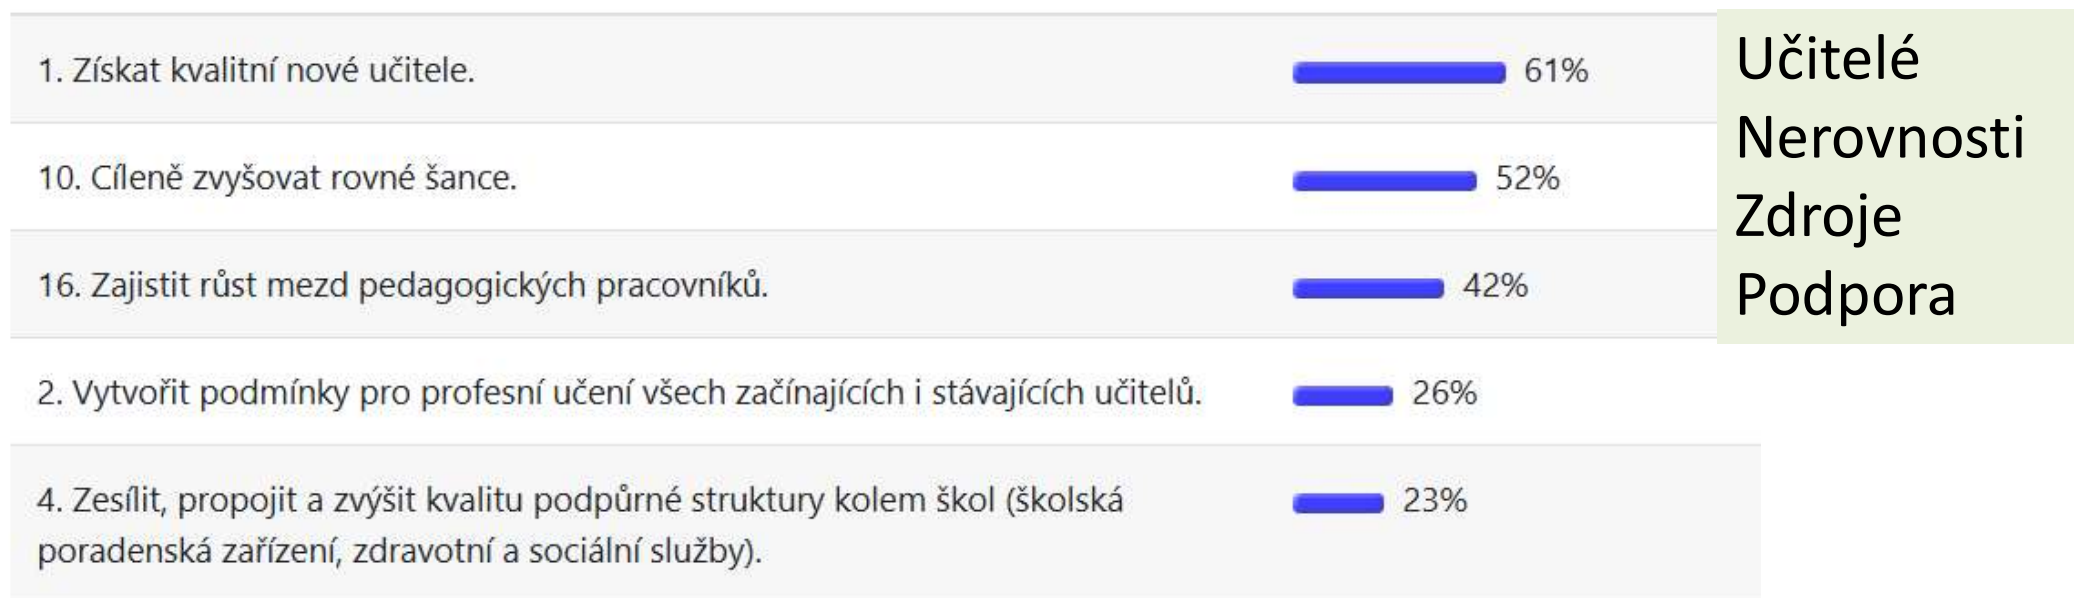 1. Získat kvalitní nové učitele.
61%
10. Cíleně zvyšovat rovné šance.
52%
16. Zajistit růst mezd pedagogických pracovníků.
42%
2. Vytvořit podmínky pro profesní učení všech začínajících i stávajících učitelů.
26%
4. Zesílit, propojit a zvýšit kvalitu podpůrné struktury kolem škol (školská
poradenská zařízení, zdravotní a sociální služby).
23%
Učitelé
Nerovnosti
Zdroje
Podpora